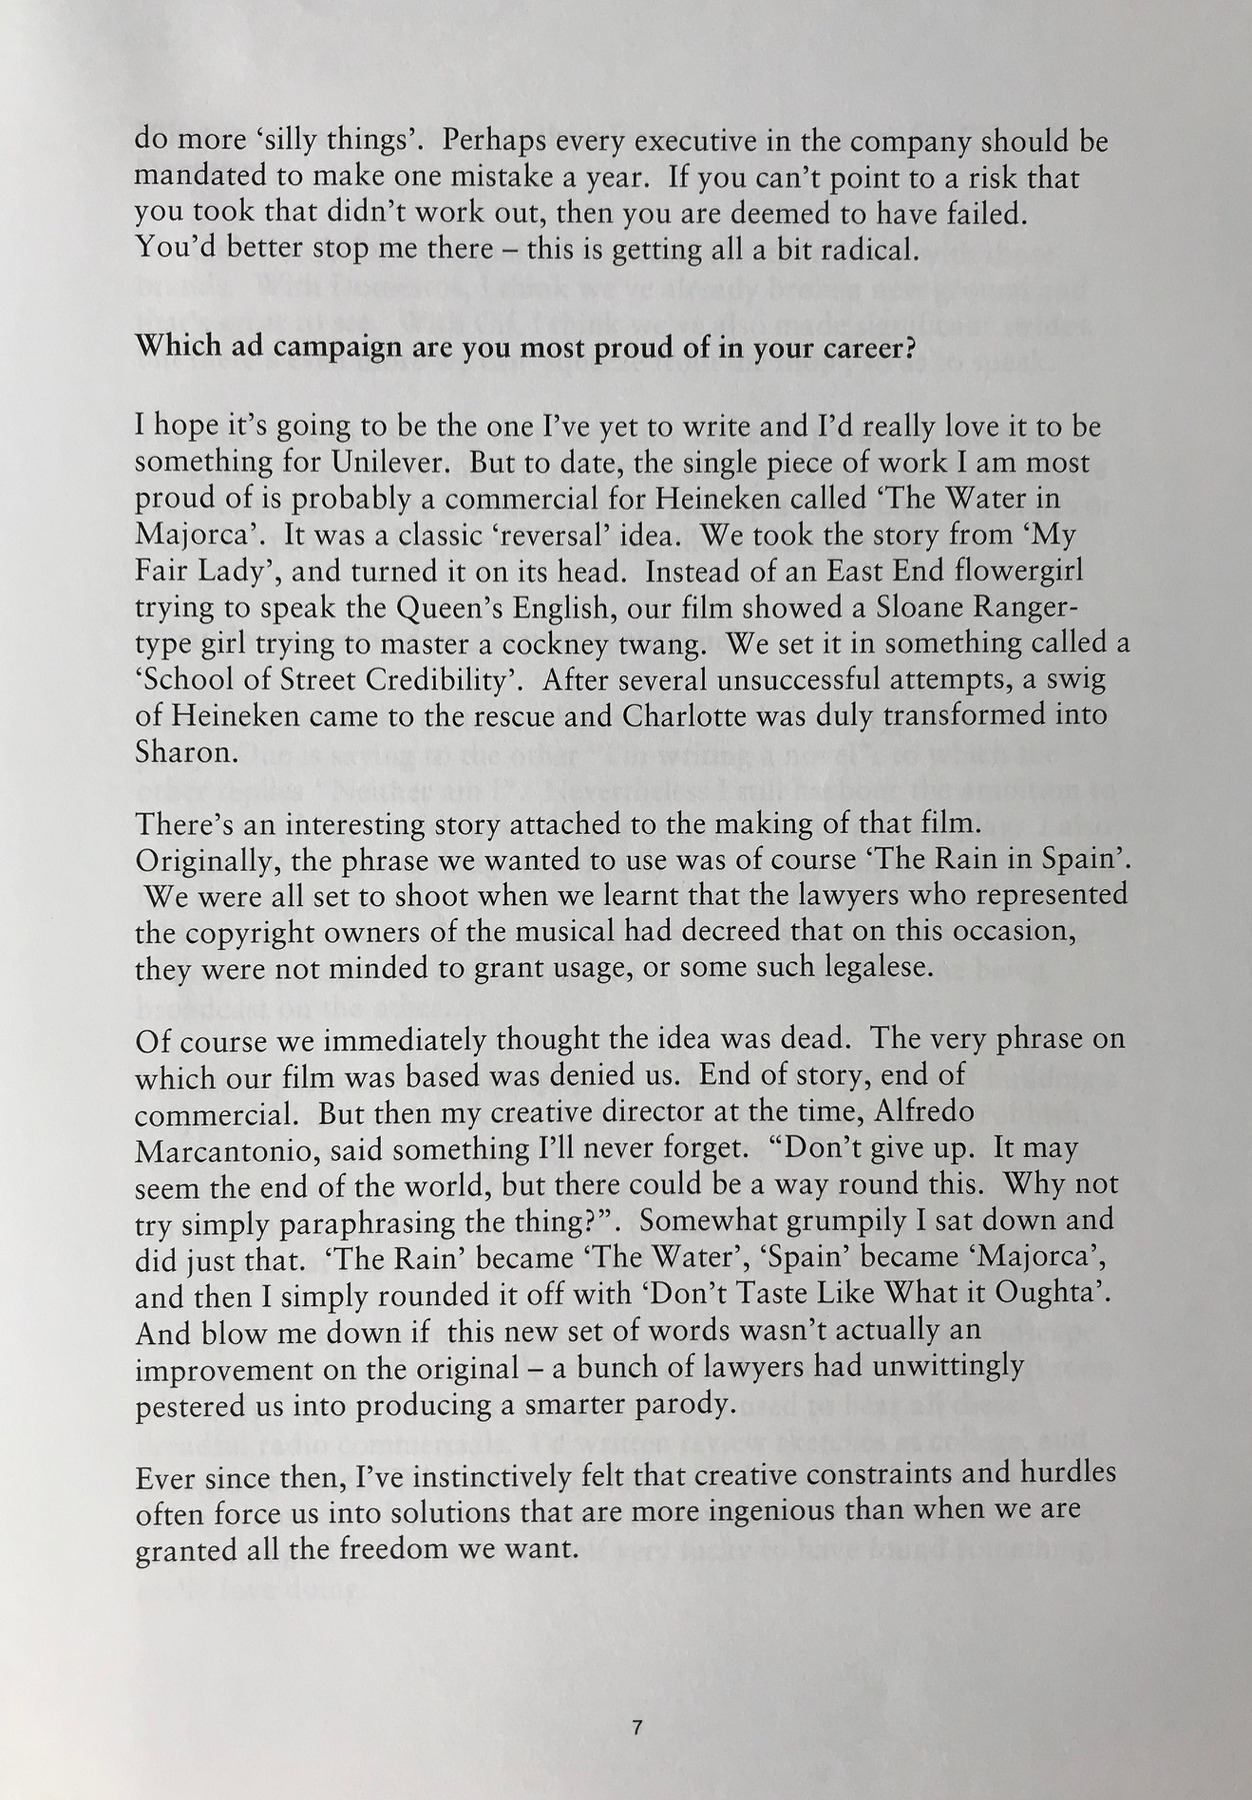 do more ‘silly things’.  Perhaps every executive in the company should be
mandated to make one mistake a year.  If you can’t point to a risk that
you took that didn’t work out, then you are deemed to have failed.
You’d better stop me there – this is getting all a bit radical.
Which ad campaign are you most proud of in your career?
I hope it’s going to be the one I’ve yet to write and I’d really love it to be
something for Unilever.  But to date, the single piece of work I am most
proud of is probably a commercial for Heineken called ‘The Water in
Majorca’.  It was a classic ‘reversal’ idea.  We took the story from ‘My
Fair Lady’, and turned it on its head.  Instead of an East End flowergirl
trying to speak the Queen’s English, our film showed a Sloane Ranger-
type girl trying to master a cockney twang.  We set it in something called a
‘School of Street Credibility’.  After several unsuccessful attempts, a swig
of Heineken came to the rescue and Charlotte was duly transformed into
Sharon.
There’s an interesting story attached to the making of that film.
Originally, the phrase we wanted to use was of course ‘The Rain in Spain’.
We were all set to shoot when we learnt that the lawyers who represented
the copyright owners of the musical had decreed that on this occasion,
they were not minded to grant usage, or some such legalese.
Of course we immediately thought the idea was dead.  The very phrase on
which our film was based was denied us.  End of story, end of
commercial.  But then my creative director at the time, Alfredo
Marcantonio, said something I’ll never forget.  “Don’t give up.  It may
seem the end of the world, but there could be a way round this.  Why not
try simply paraphrasing the thing?”.  Somewhat grumpily I sat down and
did just that.  ‘The Rain’ became ‘The Water’, ‘Spain’ became ‘Majorca’,
and then I simply rounded it off with ‘Don’t Taste Like What it Oughta’.
And blow me down if  this new set of words wasn’t actually an
improvement on the original – a bunch of lawyers had unwittingly
pestered us into producing a smarter parody.
Ever since then, I’ve instinctively felt that creative constraints and hurdles
often force us into solutions that are more ingenious than when we are
granted all the freedom we want.
7